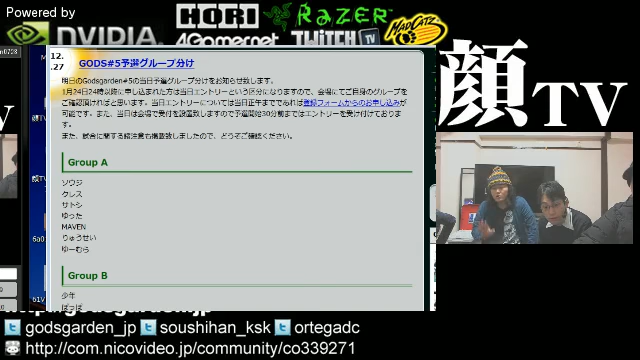 Powered by
NVIDIA.
HORI
RAZER
4Gamer.net
TWITCH TV
MAD CATZ
顔TV
12.
.27
GODS#5予選グループ分け
明日のGodsgarden#5の当日予選グループ分けをお知らせ致します。
1月24日24時以降に申し込まれた方は当日エントリーという区分になりますので、会場にてご自身のグループを
ご確認頂ければと思います。当日エントリーについては当日正午までであれば登録フォームからのお申し込みが可
能です。また、当日は会場で受付を設置致しますので予選開始30分前まではエントリーを受け付けております。
また、試合に関する諸注意も掲載致しましたので、どうぞご確認ください。
Group A
ソウジ
クレス
サトシ
ゆった
MAVEN
りゅうせい
ゆーむら
Group B
少年
ぱっぱ
godsgarden_jp
soushihan_ksk
ortegadc
http://com.nicovideo.jp/community/co339271